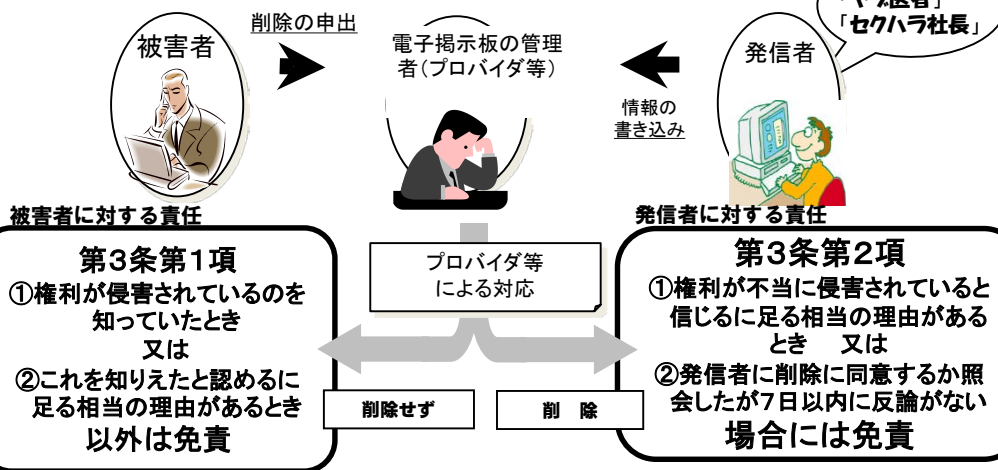 「ヤブ医者」
「セクハラ社長」
削除の申出
被害者
電子掲示板の管理
者(プロバイダ等)
発信者
情報の
書き込み
被害者に対する責任
発信者に対する責任
第3条第1項
①権利が侵害されているのを
知っていたとき
又は
②これを知りえたと認めるに
足る相当の理由があるとき
以外は免責
プロバイダ等
による対応
削除せず
削 除
第3条第2項
①権利が不当に侵害されていると
信じるに足る相当の理由がある
とき 又は
②発信者に削除に同意するか照
会したが7日以内に反論がない
場合には免責